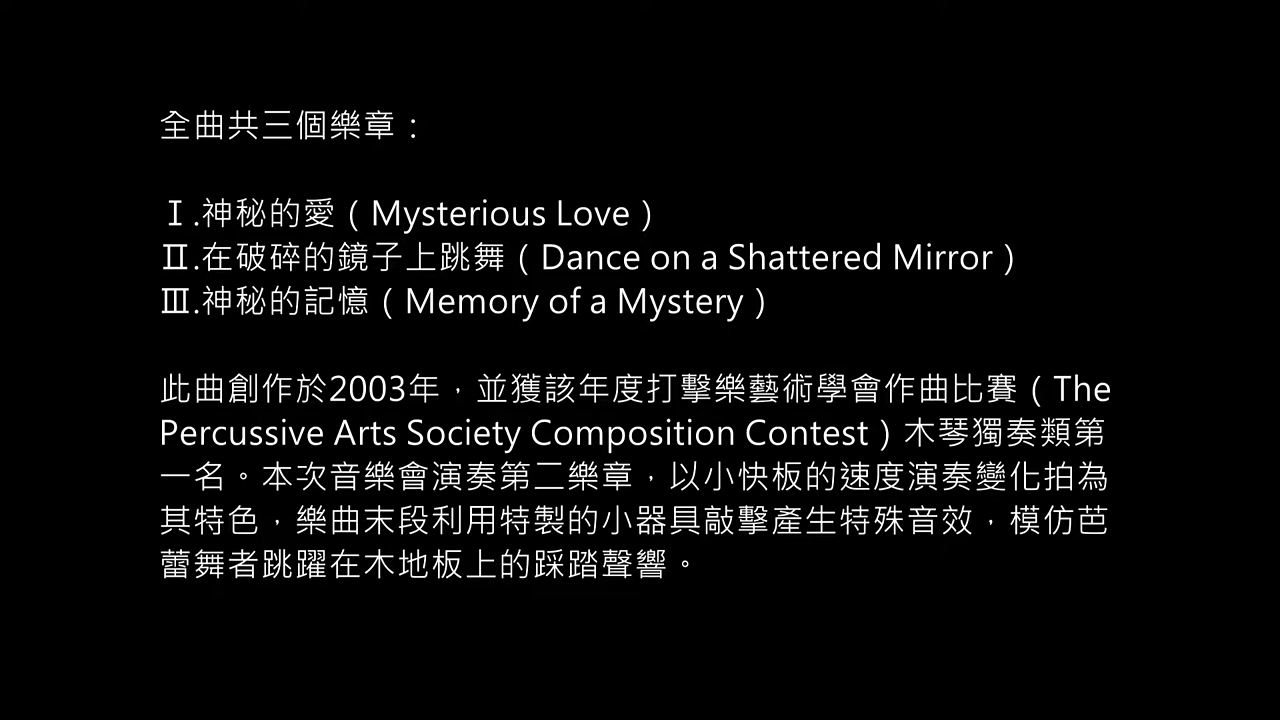 全曲共三個樂章：
Ⅰ.神秘的愛（Mysterious Love）
Ⅱ.在破碎的鏡子上跳舞（Dance on a Shattered Mirror）
Ⅲ.神秘的記憶（Memory of a Mystery）
此曲創作於2003年，並獲該年度打擊樂藝術學會作曲比賽（The
Percussive Arts Society Composition Contest）木琴獨奏類第
一名。本次音樂會演奏第二樂章，以小快板的速度演奏變化拍為
其特色，樂曲末段利用特製的小器具敲擊產生特殊音效，模仿芭
蕾舞者跳躍在木地板上的踩踏聲響。